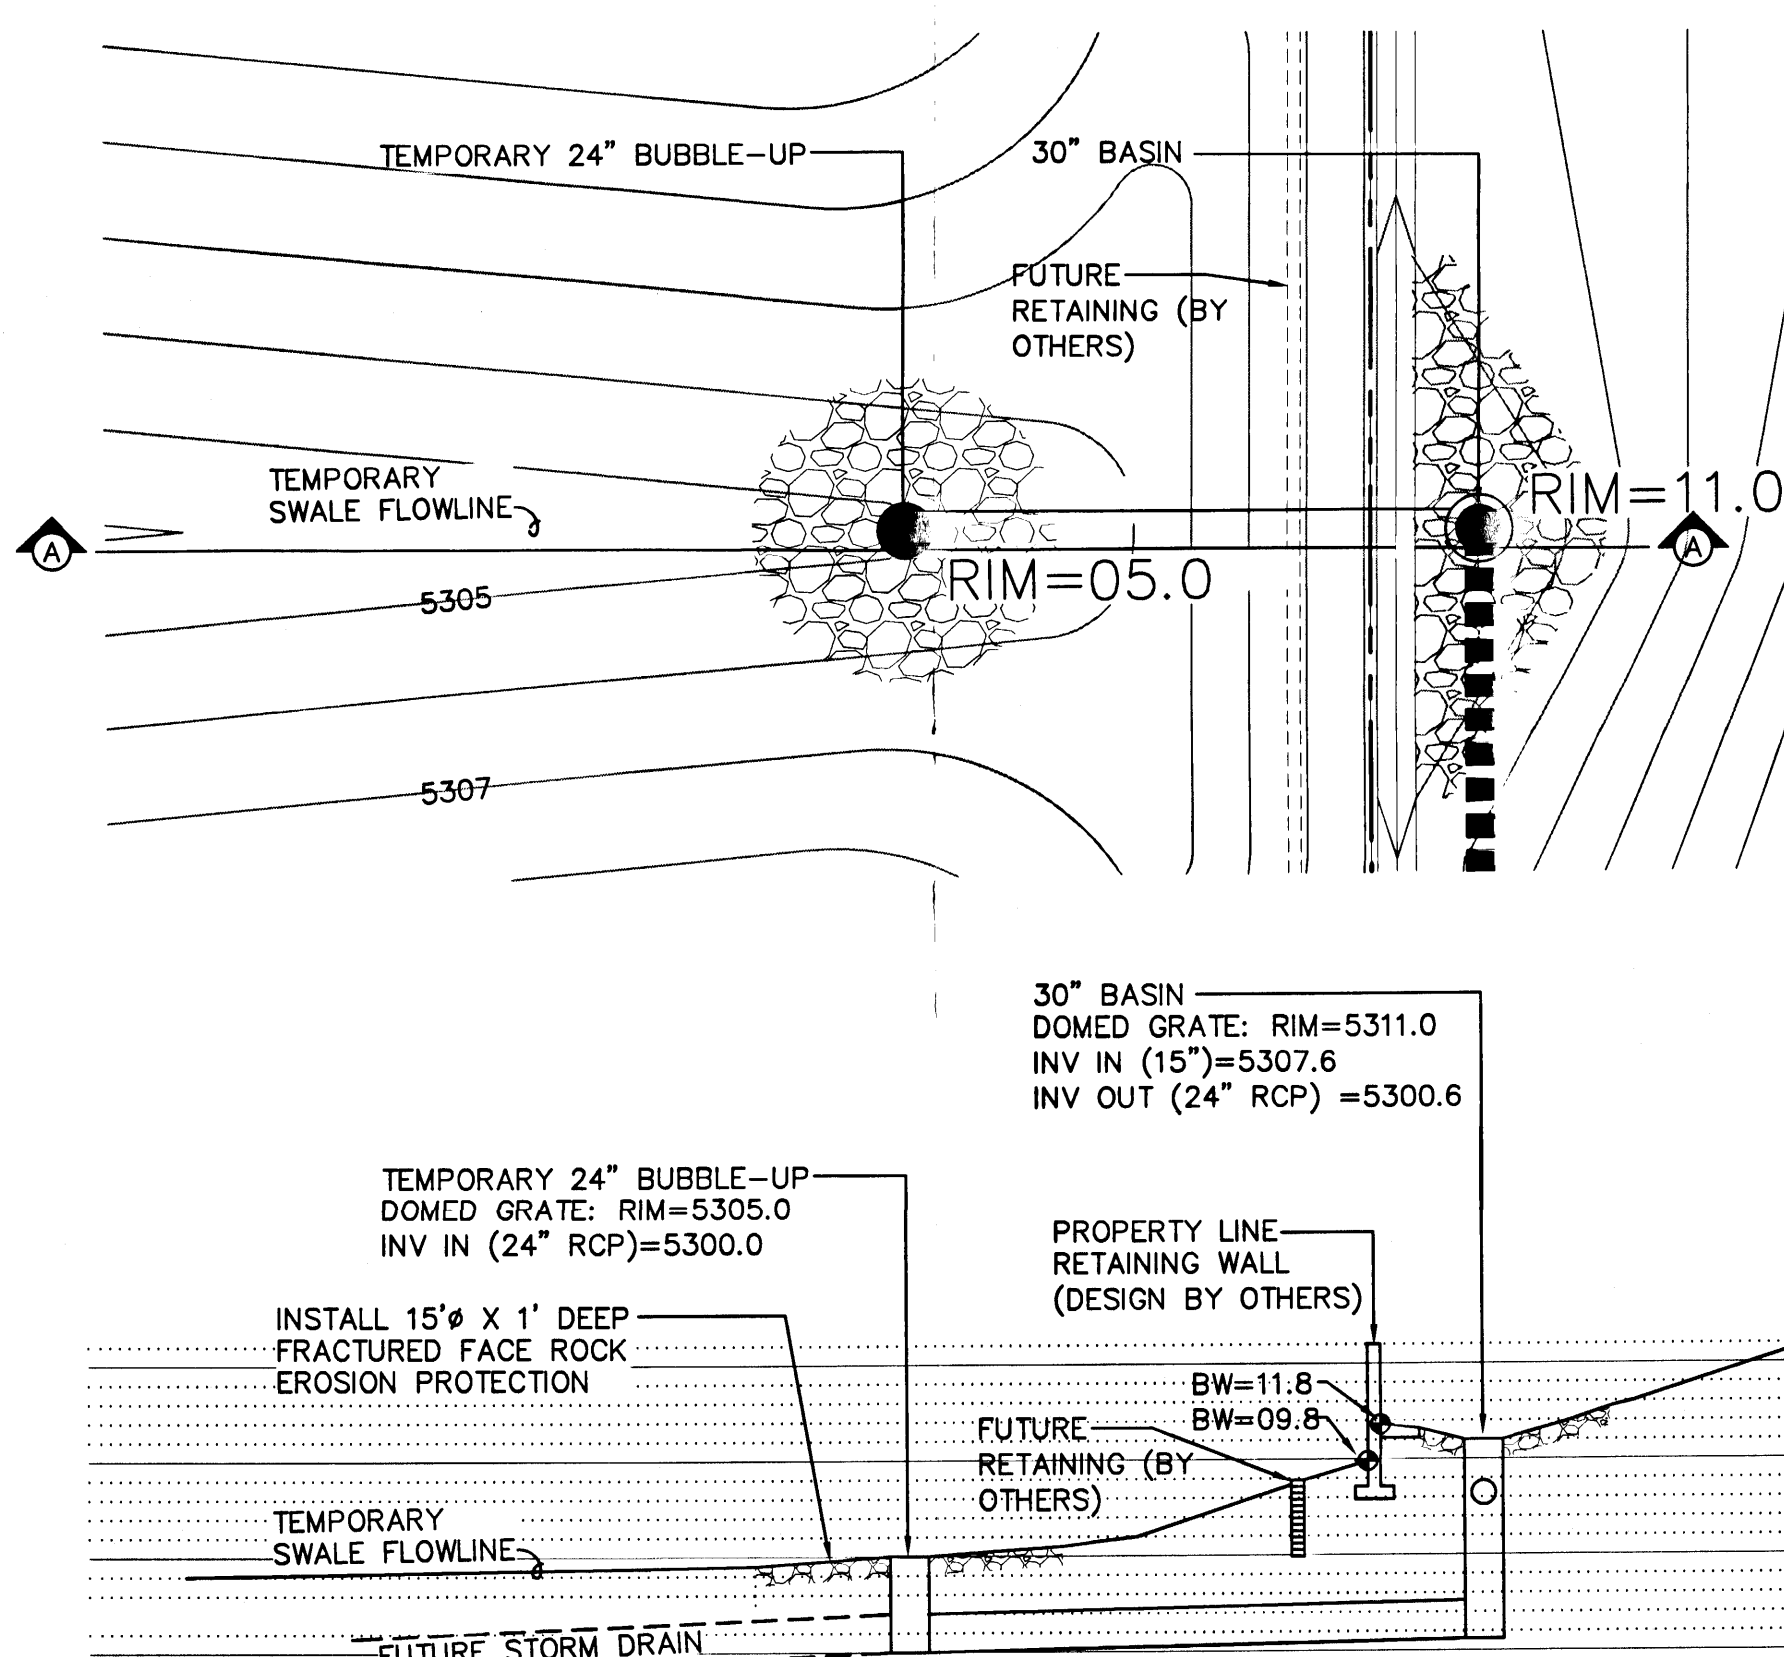 TEMPORARY 24" BUBBLE-UP
30" BASIN
FUTURE
RETAINING (BY
OTHERS)
TEMPORARY
SWALE FLOWLINE
RIM=11.0
A
A
RIM=05.0
5305
5307
30" BASIN
DOMED GRATE: RIM=5311.0
INV IN (15")=5307.6
INV OUT (24" RCP) =5300.6
TEMPORARY 24" BUBBLE-UP
DOMED GRATE: RIM=5305.0
INV IN (24" RCP)=5300.0
PROPERTY LINE
RETAINING WALL
(DESIGN BY OTHERS)
INSTALL 15'ø X 1' DEEP
FRACTURED FACE ROCK
EROSION PROTECTION
BW=11.8
BW=09.8
FUTURE
RETAINING (BY
OTHERS)
TEMPORARY
SWALE FLOWLINE
FUTURE STORM DRAIN